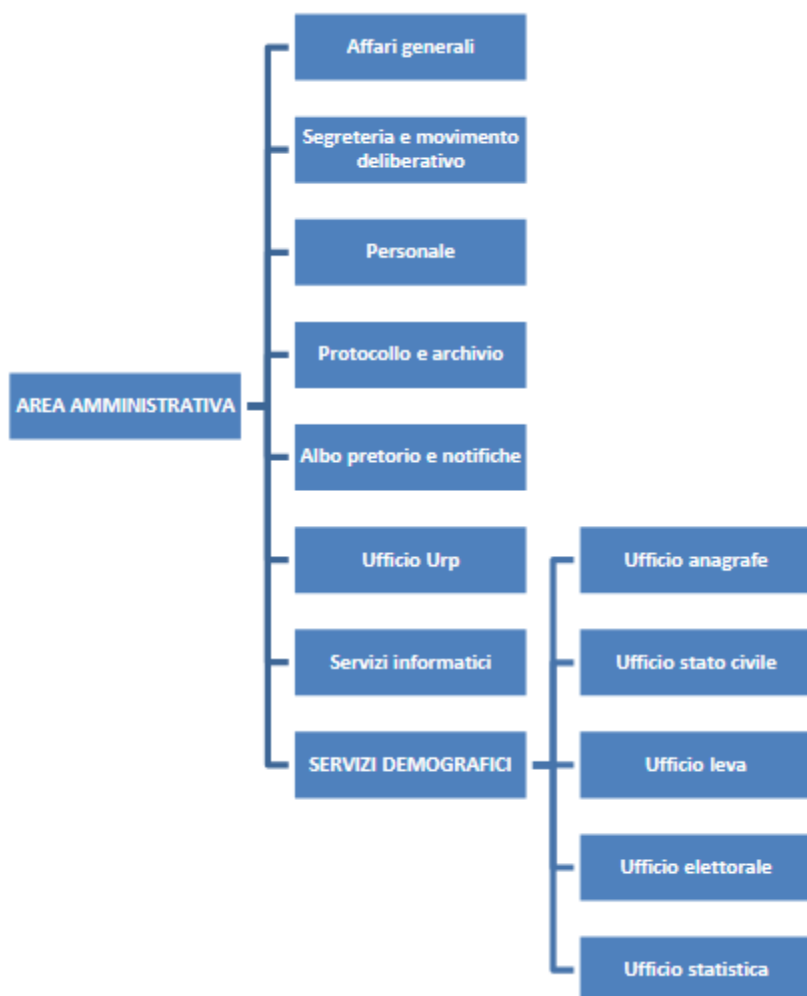 Affari generali
Segreteria e movimento
deliberativo
Personale
Protocollo e archivio
AREA AMMINISTRATIVA
Albo pretorio e notifiche
Ufficio Urp
Servizi informatici
SERVIZI DEMOGRAFICI
Ufficio anagrafe
Ufficio stato civile
Ufficio leva
Ufficio elettorale
Ufficio statistica